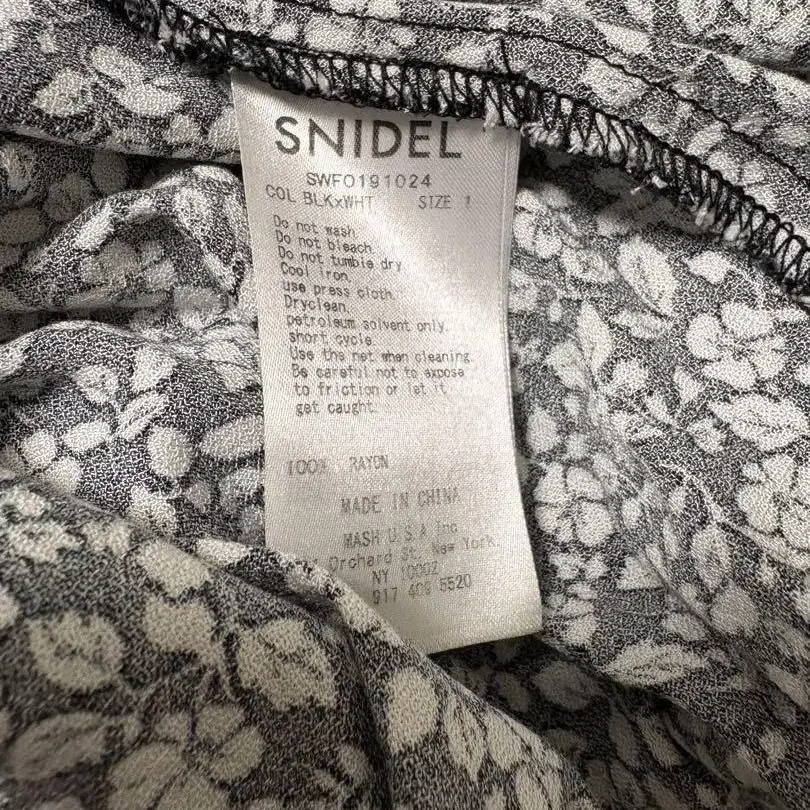 SNIDEL
SWFO191024
COL BLKxWHT SIZE 1
Do not wash
Do not bleach
Do not tumble dry
Cool iron
use press cloth
Dryclean
petroleum solvent only.
short cycle
Use the net when cleaning
Be careful not to expose
to friction or let it
get caught.
100% RAYON
MADE IN CHINA
MASH U S A Inc
Orchard St. New York.
NY 10002
917 409 5520